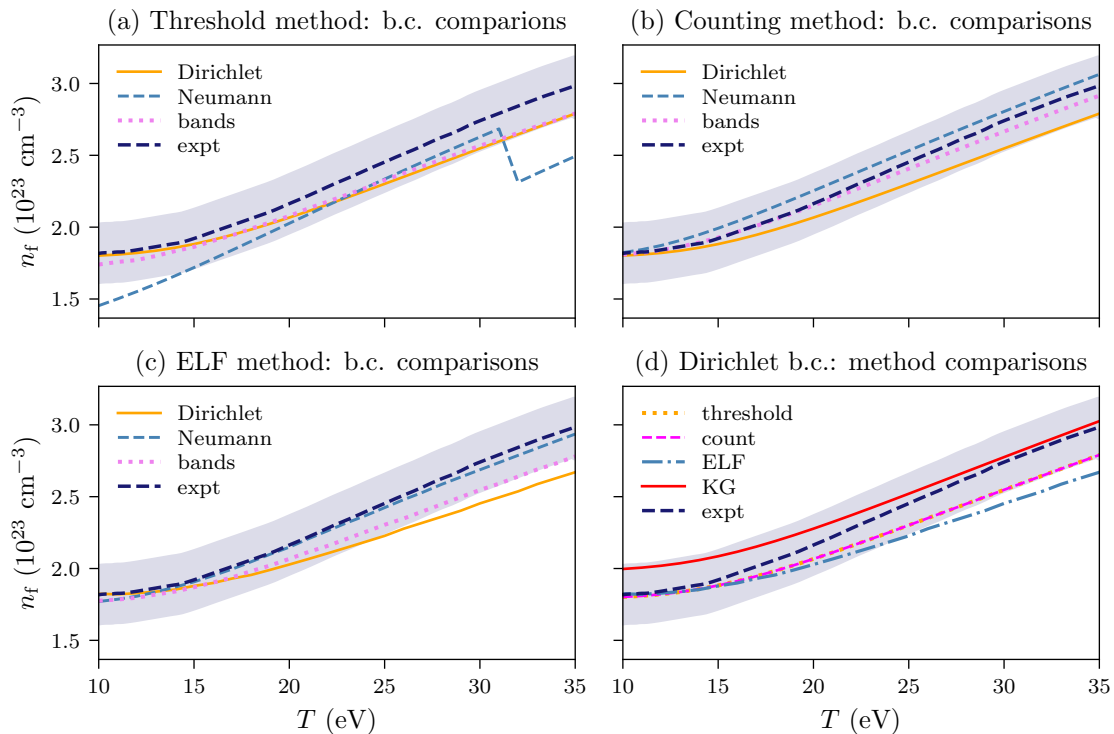 (a) Threshold method: b.c. comparions
Dirichlet
Neumann
bands
expt
3.0
2.5
2.0
1.5
n_f (10^23 cm^−3)
(b) Counting method: b.c. comparisons
Dirichlet
Neumann
bands
expt
(c) ELF method: b.c. comparisons
Dirichlet
Neumann
bands
expt
3.0
2.5
2.0
1.5
n_f (10^23 cm^−3)
10 15 20 25 30 35
T (eV)
(d) Dirichlet b.c.: method comparisons
threshold
count
ELF
KG
expt
10 15 20 25 30 35
T (eV)